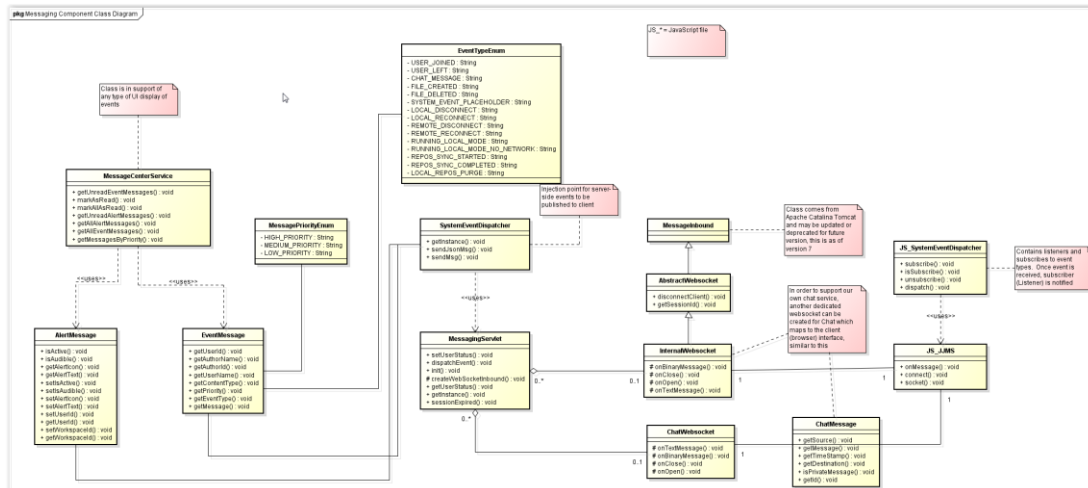 pkg Messaging Component Class Diagram
JS_* = JavaScript file
EventTypeEnum
- USER_JOINED : String
- USER_LEFT : String
- CHAT_MESSAGE : String
- FILE_CREATED : String
- FILE_DELETED : String
- SYSTEM_EVENT_PLACEHOLDER : String
- LOCAL_DISCONNECT : String
- LOCAL_RECONNECT : String
- REMOTE_DISCONNECT : String
- REMOTE_RECONNECT : String
- RUNNING_LOCAL_MODE : String
- RUNNING_LOCAL_MODE_NO_NETWORK : String
- REPOS_SYNC_STARTED : String
- REPOS_SYNC_COMPLETED : String
- LOCAL_REPOS_PURGE : String
Class is in support of
any type of UI display of
events
MessageCenterService
+ getUnreadEventMessages() : void
+ markAsRead() : void
+ markAllAsRead() : void
+ getUnreadAlertMessages() : void
+ getAllAlertMessages() : void
+ getAllEventMessages() : void
+ getMessagesByPriority() : void
MessagePriorityEnum
- HIGH_PRIORITY : String
- MEDIUM_PRIORITY : String
- LOW_PRIORITY : String
Injection point for server-
side events to be
published to client
SystemEventDispatcher
+ getInstance() : void
+ sendJsonMsg() : void
+ sendMsg() : void
MessageInbound
Class comes from
Apache Catalina Tomcat
and may be updated or
deprecated for future
version, this is as of
version 7
JS_SystemEventDispatcher
+ subscribe() : void
+ isSubscribe() : void
+ unsubscribe() : void
+ dispatch() : void
Contains listeners and
subscribes to event
types. Once event is
received, subscriber
(Listener) is notified
AbstractWebsocket
+ disconnectClient() : void
+ getSessionId() : void
In order to support our
own chat service,
another dedicated
websocket can be
created for Chat which
maps to the client
(browser) interface,
similar to this
<<uses>>
<<uses>>
<<uses>>
<<uses>>
AlertMessage
+ isActive() : void
+ isAudible() : void
+ getAlertIcon() : void
+ getAlertText() : void
+ setIsActive() : void
+ setIsAudible() : void
+ setAlertIcon() : void
+ setAlertText() : void
+ setUserId() : void
+ getUserId() : void
+ setWorkspaceId() : void
+ getWorkspaceId() : void
EventMessage
+ getUserId() : void
+ getAuthorName() : void
+ getAuthorId() : void
+ getUserName() : void
+ getContentType() : void
+ getPriority() : void
+ getEventType() : void
+ getMessage() : void
MessagingServlet
+ setUserStatus() : void
+ dispatchEvent() : void
+ init() : void
# createWebSocketInbound() : void
+ getUserStatus() : void
+ getInstance() : void
+ sessionExpired() : void
0..*
0..1
InternalWebsocket
# onBinaryMessage() : void
# onClose() : void
# onOpen() : void
# onTextMessage() : void
1
1
JS_JJMS
+ onMessage() : void
+ connect() : void
+ socket() : void
1
0..*
0..1
ChatWebsocket
# onTextMessage() : void
# onBinaryMessage() : void
# onClose() : void
# onOpen() : void
1
ChatMessage
+ getSource() : void
+ getMessage() : void
+ getTimeStamp() : void
+ getDestination() : void
+ isPrivateMessage() : void
+ getId() : void